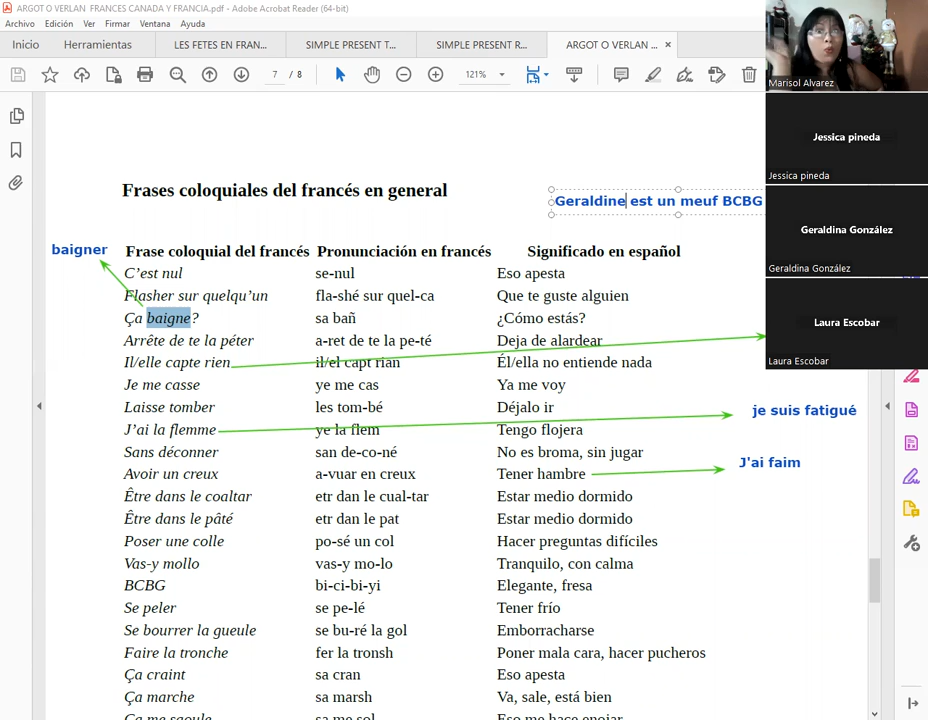 ARGOT O VERLAN FRANCES CANADA Y FRANCIA.pdf - Adobe Acrobat Reader (64-bit)
Archivo Edición Ver Firmar Ventana Ayuda
Inicio Herramientas LES FETES EN FRAN... SIMPLE PRESENT T... SIMPLE PRESENT R... ARGOT O VERLAN ... ×
7 / 8 121%
Marisol Alvarez
Jessica pineda
Jessica pineda
Geraldina González
Geraldina González
Laura Escobar
Laura Escobar
Frases coloquiales del francés en general
Geraldine est un meuf BCBG
baigner
Frase coloquial del francés Pronunciación en francés Significado en español
C'est nul se-nul Eso apesta
Flasher sur quelqu'un fla-shé sur quel-ca Que te guste alguien
Ça baigne? sa bañ ¿Cómo estás?
Arrête de te la péter a-ret de te la pe-té Deja de alardear
Il/elle capte rien il/el capt rian Él/ella no entiende nada
Je me casse ye me cas Ya me voy
Laisse tomber les tom-bé Déjalo ir
je suis fatigué
J'ai la flemme ye la flem Tengo flojera
Sans déconner san de-co-né No es broma, sin jugar
J'ai faim
Avoir un creux a-vuar en creux Tener hambre
Être dans le coaltar etr dan le cual-tar Estar medio dormido
Être dans le pâté etr dan le pat Estar medio dormido
Poser une colle po-sé un col Hacer preguntas difíciles
Vas-y mollo vas-y mo-lo Tranquilo, con calma
BCBG bi-ci-bi-yi Elegante, fresa
Se peler se pe-lé Tener frío
Se bourrer la gueule se bu-ré la gol Emborracharse
Faire la tronche fer la tronsh Poner mala cara, hacer pucheros
Ça craint sa cran Eso apesta
Ça marche sa marsh Va, sale, está bien
Ça me saoule sa me sol Eso me hace enojar